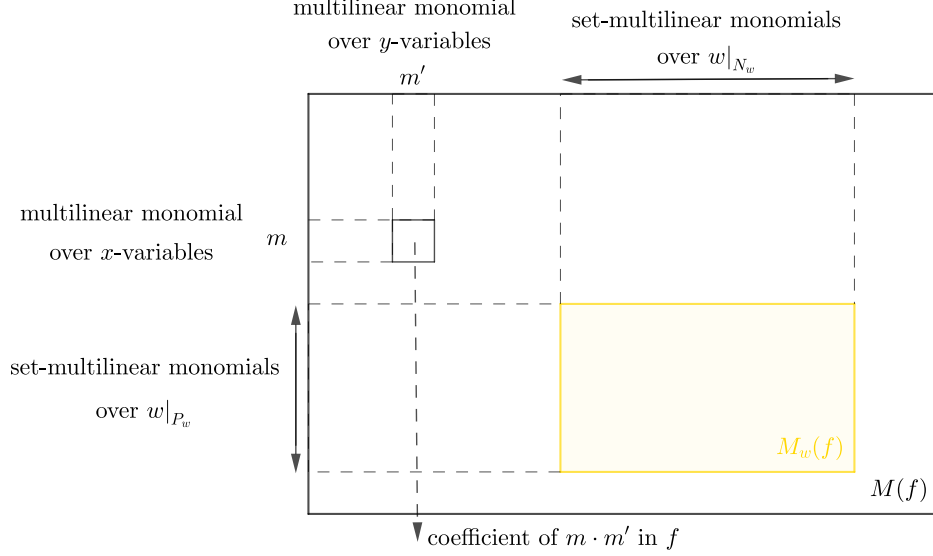 multilinear monomial
over y-variables
m′
set-multilinear monomials
over w|_{N_w}
multilinear monomial
over x-variables
m
set-multilinear monomials
over w|_{P_w}
M_w(f)
M(f)
coefficient of m · m′ in f